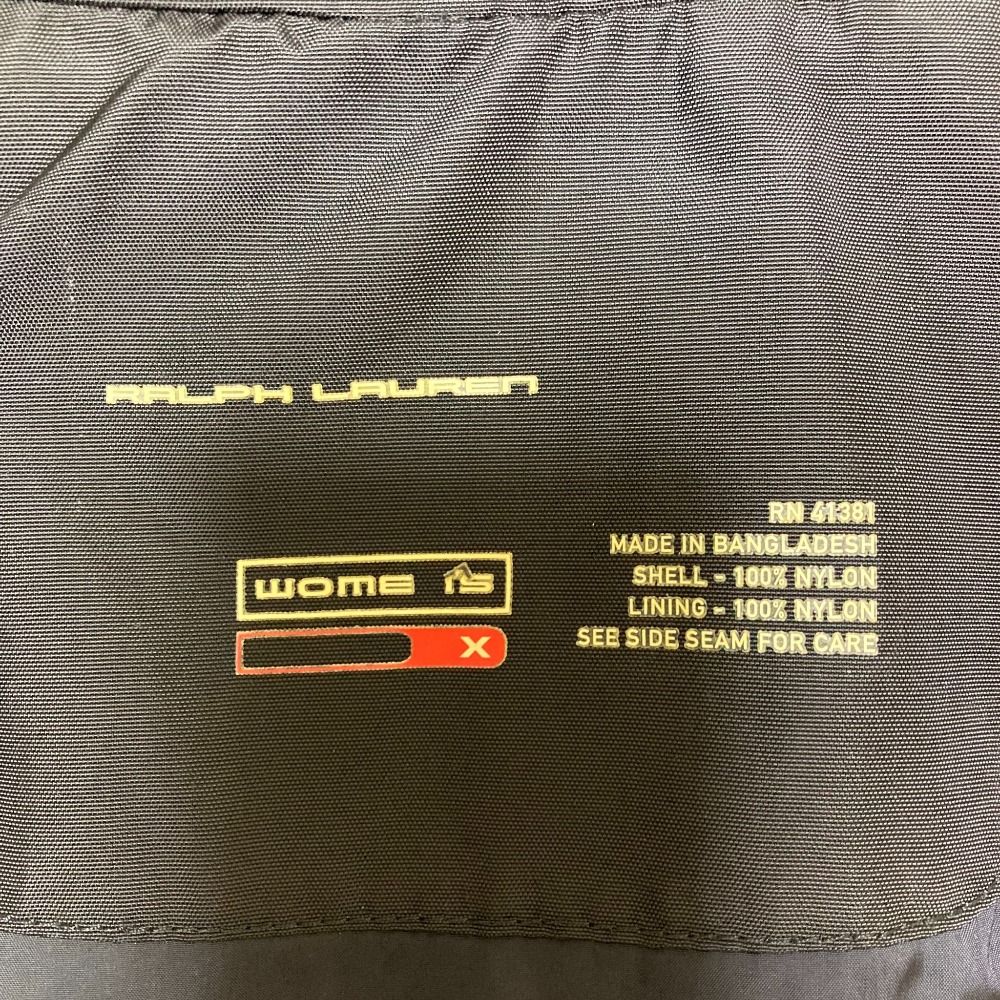 RALPH LAUREN
RN 41381
MADE IN BANGLADESH
SHELL - 100% NYLON
LINING - 100% NYLON
SEE SIDE SEAM FOR CARE
WOME 'S
X